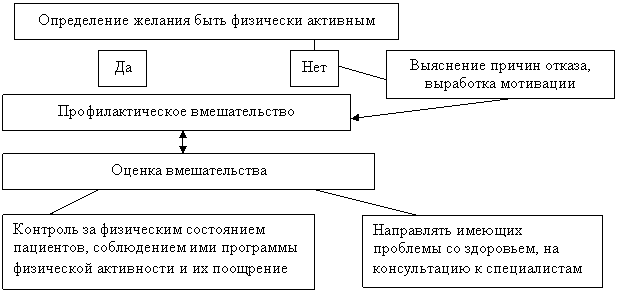 Определение желания быть физически активным
Да
Нет
Выяснение причин отказа,
выработка мотивации
Профилактическое вмешательство
Оценка вмешательства
Контроль за физическим состоянием
пациентов, соблюдением ими программы
физической активности и их поощрение
Направлять имеющих
проблемы со здоровьем, на
консультацию к специалистам